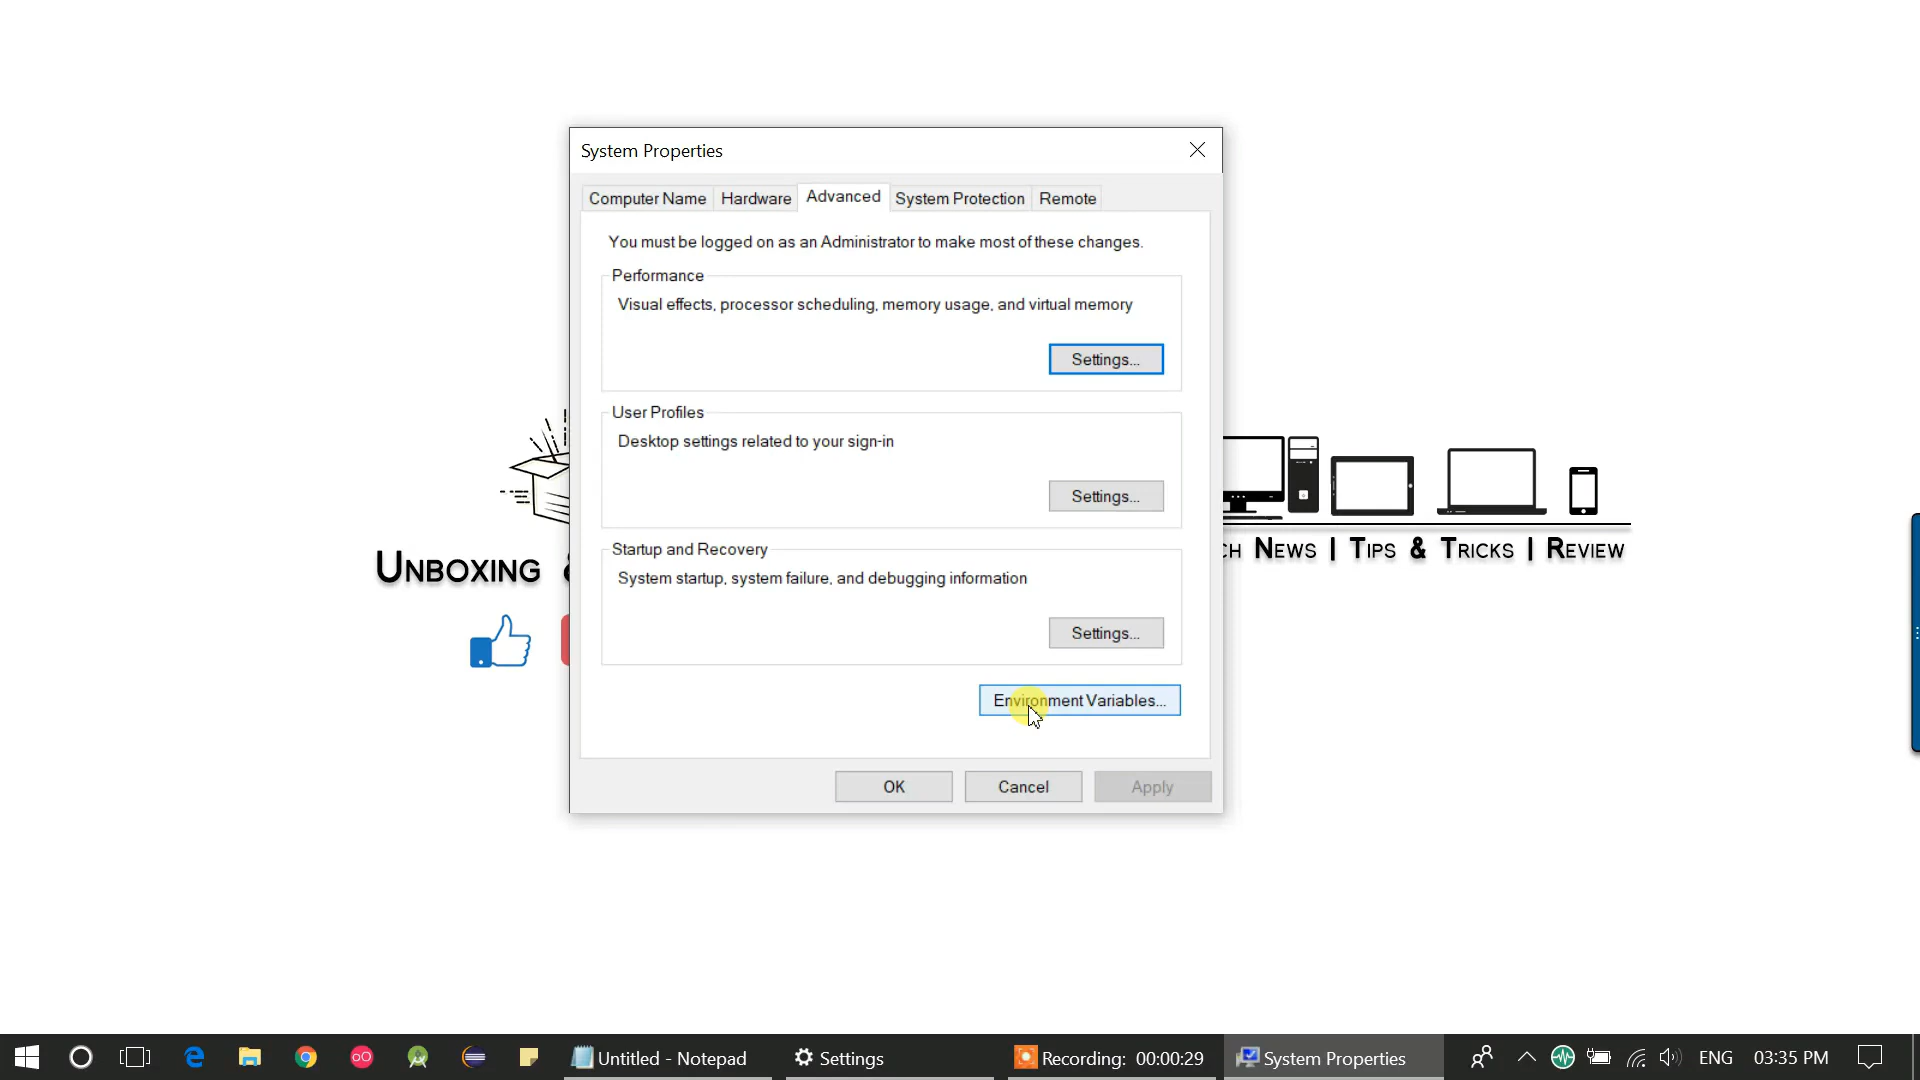 System Properties
Computer Name Hardware Advanced System Protection Remote
You must be logged on as an Administrator to make most of these changes.
Performance
Visual effects, processor scheduling, memory usage, and virtual memory
Settings...
User Profiles
Desktop settings related to your sign-in
Settings...
Startup and Recovery
System startup, system failure, and debugging information
Settings...
Environment Variables...
OK Cancel Apply
UNBOXING
NEWS | TIPS & TRICKS | REVIEW
Untitled - Notepad Settings Recording: 00:00:29 System Properties ENG 03:35 PM